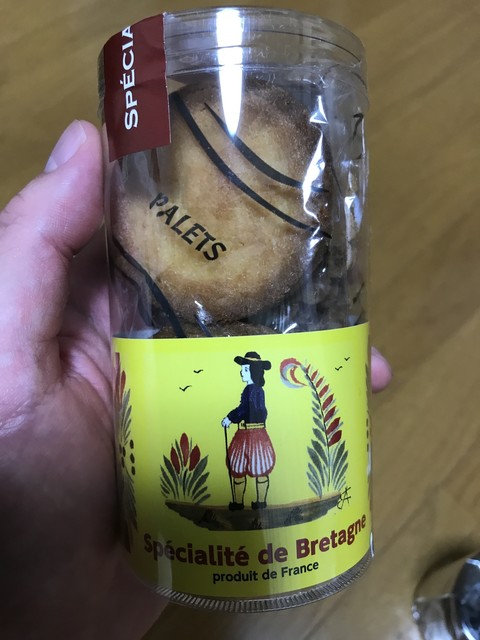 SPÉCIA
PALETS
Spécialité de Bretagne
produit de France